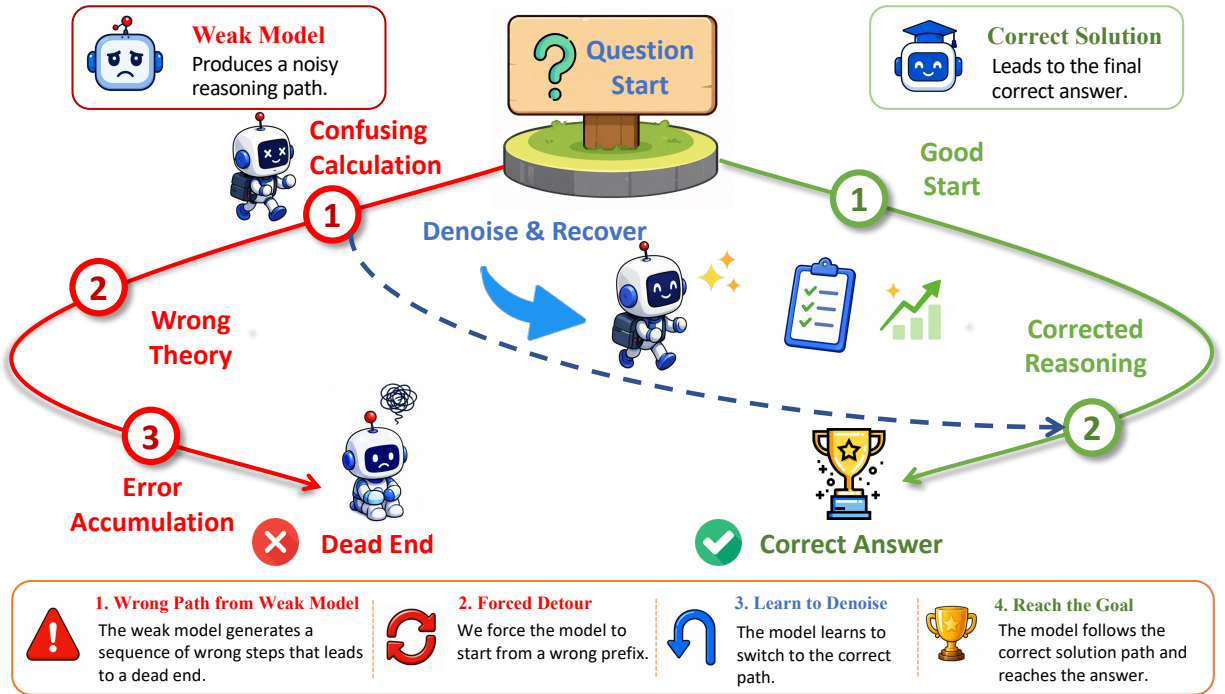 Weak Model
Produces a noisy
reasoning path.
Question
Start
Correct Solution
Leads to the final
correct answer.
Confusing
Calculation
1
2
Wrong
Theory
3
Error
Accumulation
Dead End
Denoise & Recover
Good
Start
1
Corrected
Reasoning
2
Correct Answer
1. Wrong Path from Weak Model
The weak model generates a
sequence of wrong steps that leads
to a dead end.
2. Forced Detour
We force the model to
start from a wrong prefix.
3. Learn to Denoise
The model learns to
switch to the correct
path.
4. Reach the Goal
The model follows the
correct solution path and
reaches the answer.